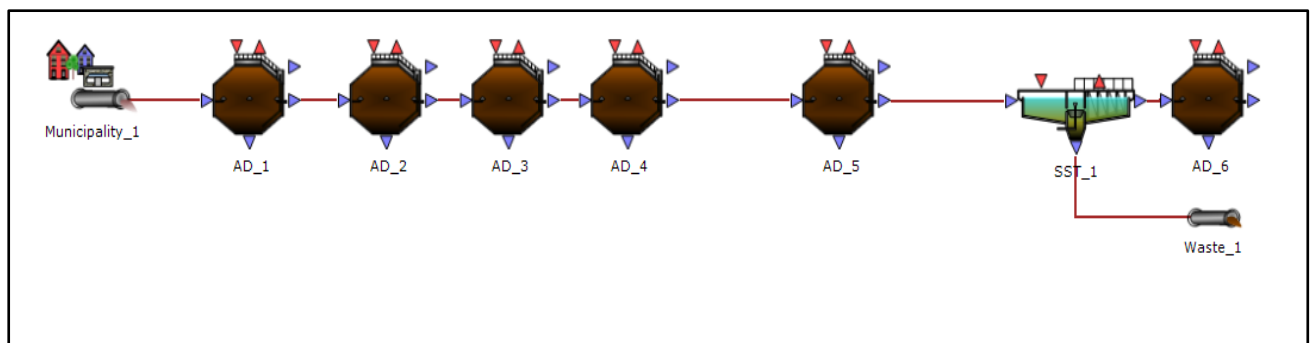 Municipality_1
AD_1
AD_2
AD_3
AD_4
AD_5
SST_1
AD_6
Waste_1